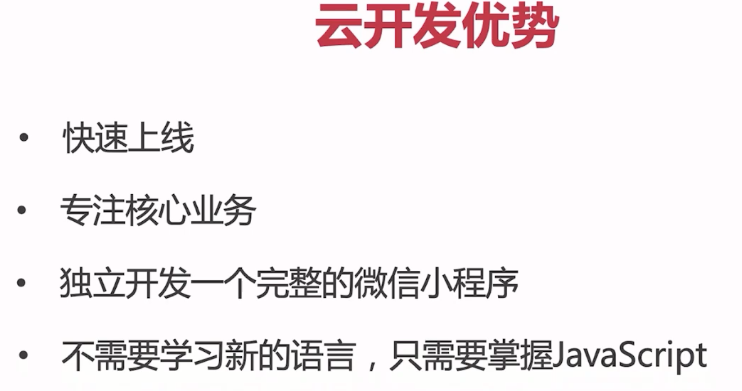 云开发优势
• 快速上线
• 专注核心业务
• 独立开发一个完整的微信小程序
• 不需要学习新的语言，只需要掌握JavaScript